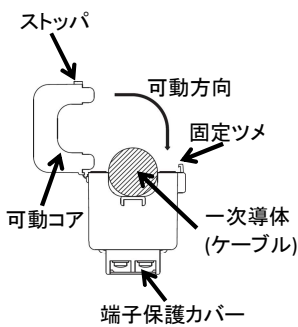 ストッパ
可動方向
固定ツメ
可動コア
一次導体
(ケーブル)
端子保護カバー